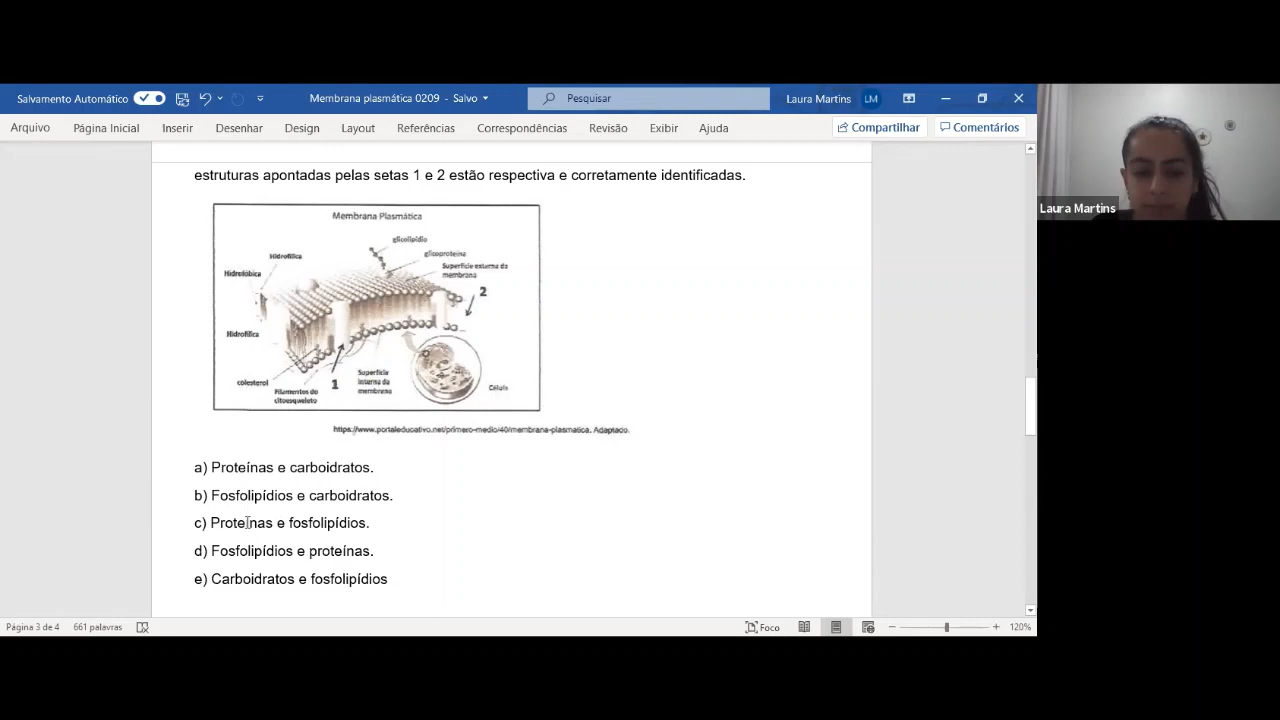 Salvamento Automático
Membrana plasmática 0209 - Salvo
Pesquisar
Laura Martins
LM
Arquivo
Página Inicial
Inserir
Desenhar
Design
Layout
Referências
Correspondências
Revisão
Exibir
Ajuda
Compartilhar
Comentários
Laura Martins
estruturas apontadas pelas setas 1 e 2 estão respectiva e corretamente identificadas.
Membrana Plasmática
glicolipídio
Hidrofílica
glicoproteína
Superfície externa da
membrana
Hidrofóbica
2
Hidrofílica
colesterol
Filamentos do
citoesqueleto
1
Superfície
interna da
membrana
Célula
https://www.portaleducativo.net/primero-medio/40/membrana-plasmatica. Adaptado.
a) Proteínas e carboidratos.
b) Fosfolipídios e carboidratos.
c) Proteínas e fosfolipídios.
d) Fosfolipídios e proteínas.
e) Carboidratos e fosfolipídios
Página 3 de 4
661 palavras
Foco
120%